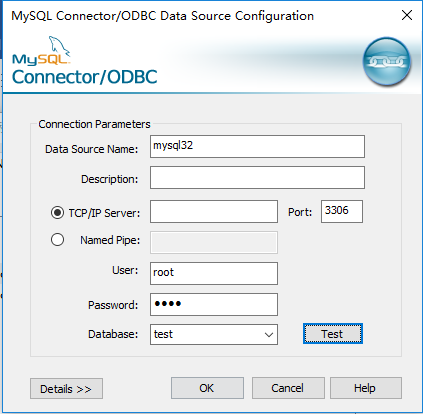 MySQL Connector/ODBC Data Source Configuration
MySQL
Connector/ODBC
Connection Parameters
Data Source Name: mysql32
Description:
TCP/IP Server: Port: 3306
Named Pipe:
User: root
Password: ●●●●
Database: test Test
Details >> OK Cancel Help